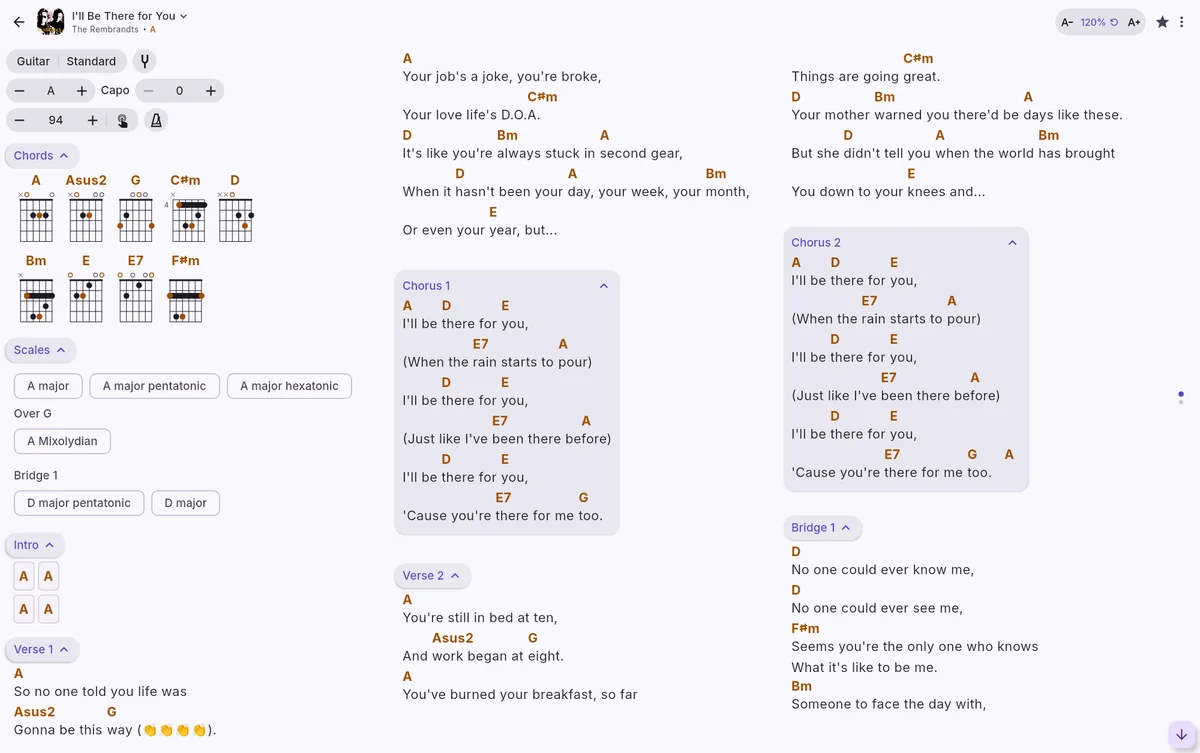 I'll Be There for You
The Rembrandts • A
A- 120% A+
Guitar Standard
− A + Capo − 0 +
− 94 +
Chords
A Asus2 G C#m D
x o o x o o o o o o x x x o
4
Bm E E7 F#m
x o o o o o o o
Scales
A major A major pentatonic A major hexatonic
Over G
A Mixolydian
Bridge 1
D major pentatonic D major
Intro
A A
A A
Verse 1
A
So no one told you life was
Asus2 G
Gonna be this way (👏👏👏👏).
A
Your job's a joke, you're broke,
C#m
Your love life's D.O.A.
D Bm A
It's like you're always stuck in second gear,
D A Bm
When it hasn't been your day, your week, your month,
E
Or even your year, but...
Chorus 1
A D E
I'll be there for you,
E7 A
(When the rain starts to pour)
D E
I'll be there for you,
E7 A
(Just like I've been there before)
D E
I'll be there for you,
E7 G
'Cause you're there for me too.
Verse 2
A
You're still in bed at ten,
Asus2 G
And work began at eight.
A
You've burned your breakfast, so far
C#m
Things are going great.
D Bm A
Your mother warned you there'd be days like these.
D A Bm
But she didn't tell you when the world has brought
E
You down to your knees and...
Chorus 2
A D E
I'll be there for you,
E7 A
(When the rain starts to pour)
D E
I'll be there for you,
E7 A
(Just like I've been there before)
D E
I'll be there for you,
E7 G A
'Cause you're there for me too.
Bridge 1
D
No one could ever know me,
D
No one could ever see me,
F#m
Seems you're the only one who knows
What it's like to be me.
Bm
Someone to face the day with,